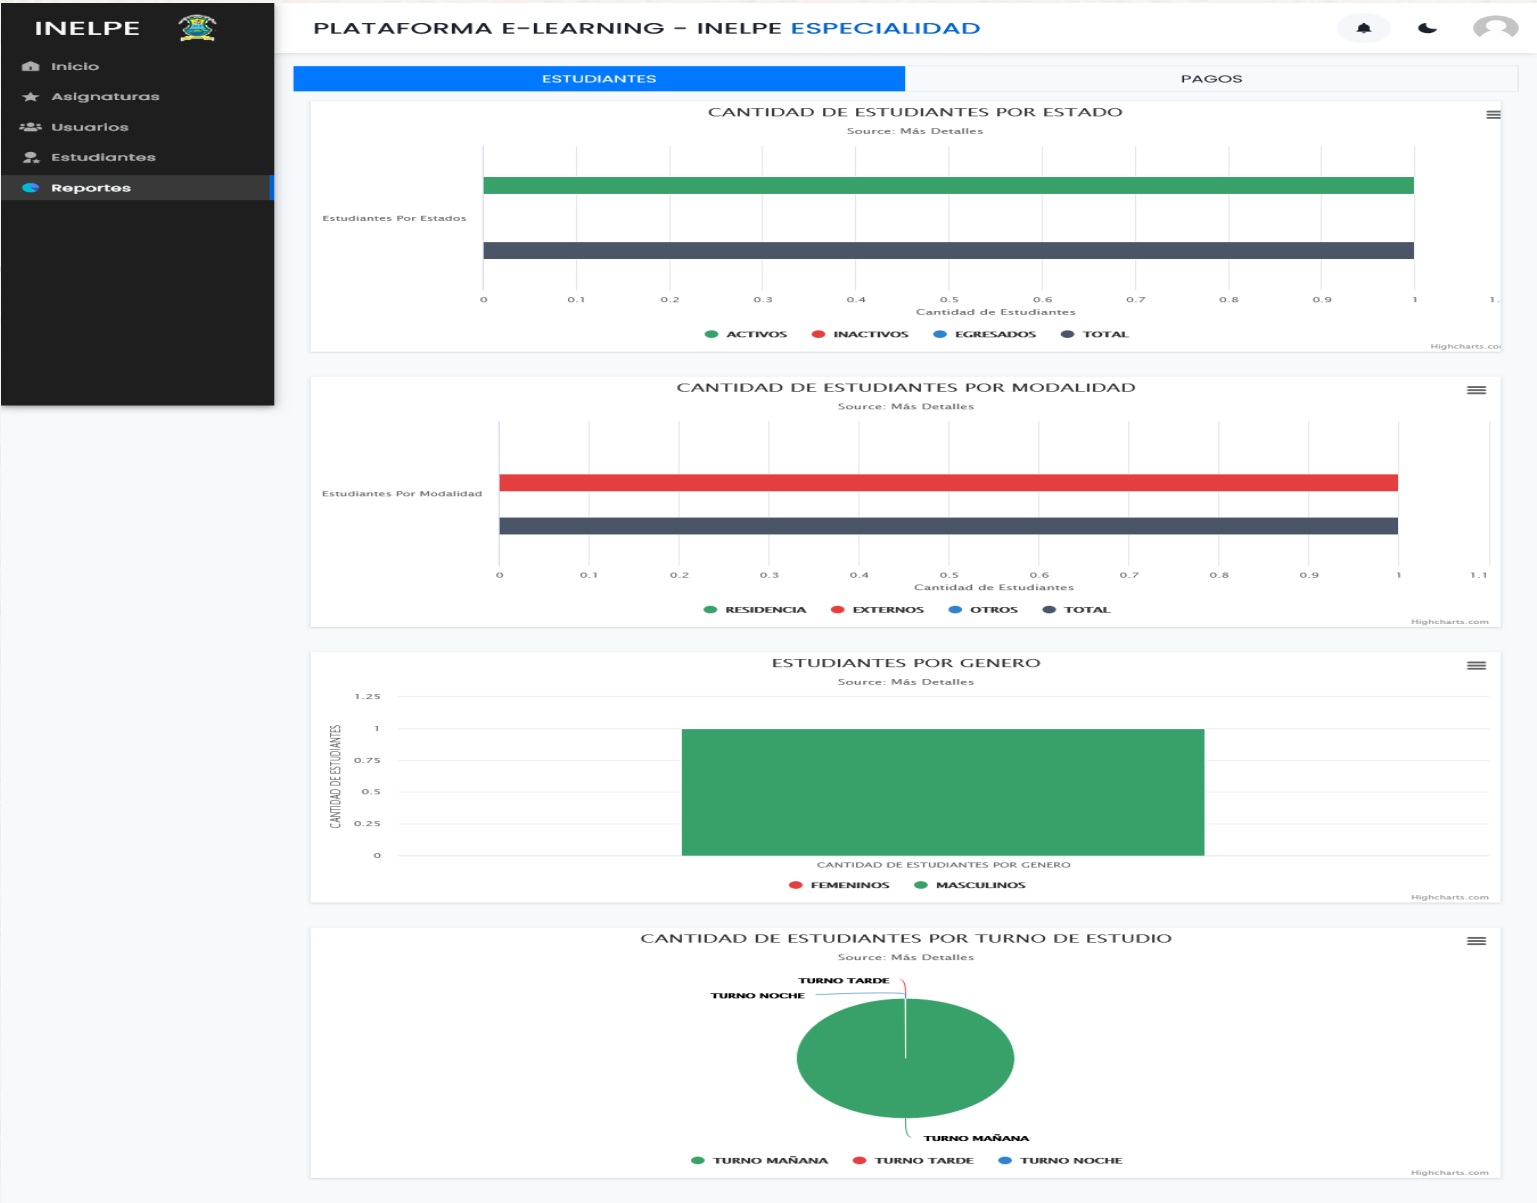 INELPE
Inicio
Asignaturas
Usuarios
Estudiantes
Reportes
PLATAFORMA E-LEARNING - INELPE ESPECIALIDAD
ESTUDIANTES
PAGOS
CANTIDAD DE ESTUDIANTES POR ESTADO
Source: Más Detalles
Estudiantes Por Estados
0 0.1 0.2 0.3 0.4 0.5 0.6 0.7 0.8 0.9 1 1.
Cantidad de Estudiantes
ACTIVOS INACTIVOS EGRESADOS TOTAL
Highcharts.co
CANTIDAD DE ESTUDIANTES POR MODALIDAD
Source: Más Detalles
Estudiantes Por Modalidad
0 0.1 0.2 0.3 0.4 0.5 0.6 0.7 0.8 0.9 1 1.1
Cantidad de Estudiantes
RESIDENCIA EXTERNOS OTROS TOTAL
Highcharts.com
ESTUDIANTES POR GENERO
Source: Más Detalles
CANTIDAD DE ESTUDIANTES
1.25
1
0.75
0.5
0.25
0
CANTIDAD DE ESTUDIANTES POR GENERO
FEMENINOS MASCULINOS
Highcharts.com
CANTIDAD DE ESTUDIANTES POR TURNO DE ESTUDIO
Source: Más Detalles
TURNO TARDE
TURNO NOCHE
TURNO MAÑANA
TURNO MAÑANA TURNO TARDE TURNO NOCHE
Highcharts.com